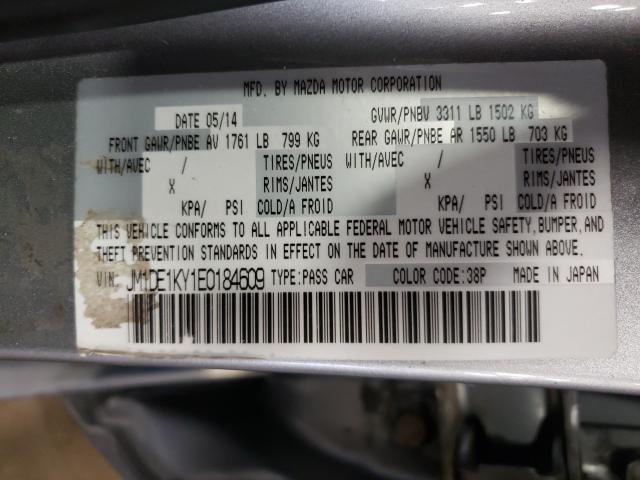 MFD. BY MAZDA MOTOR CORPORATION
DATE 05/14 GVWR/PNBV 3311 LB 1502 KG
FRONT GAWR/PNBE AV 1761 LB 799 KG REAR GAWR/PNBE AR 1550 LB 703 KG
WITH/AVEC / TIRES/PNEUS WITH/AVEC / TIRES/PNEUS
X RIMS/JANTES X RIMS/JANTES
KPA/ PSI COLD/A FROID KPA/ PSI COLD/A FROID
THIS VEHICLE CONFORMS TO ALL APPLICABLE FEDERAL MOTOR VEHICLE SAFETY, BUMPER, AND
THEFT PREVENTION STANDARDS IN EFFECT ON THE DATE OF MANUFACTURE SHOWN ABOVE.
VIN: JM1DE1KY1E0184609 TYPE:PASS CAR COLOR CODE:38P MADE IN JAPAN